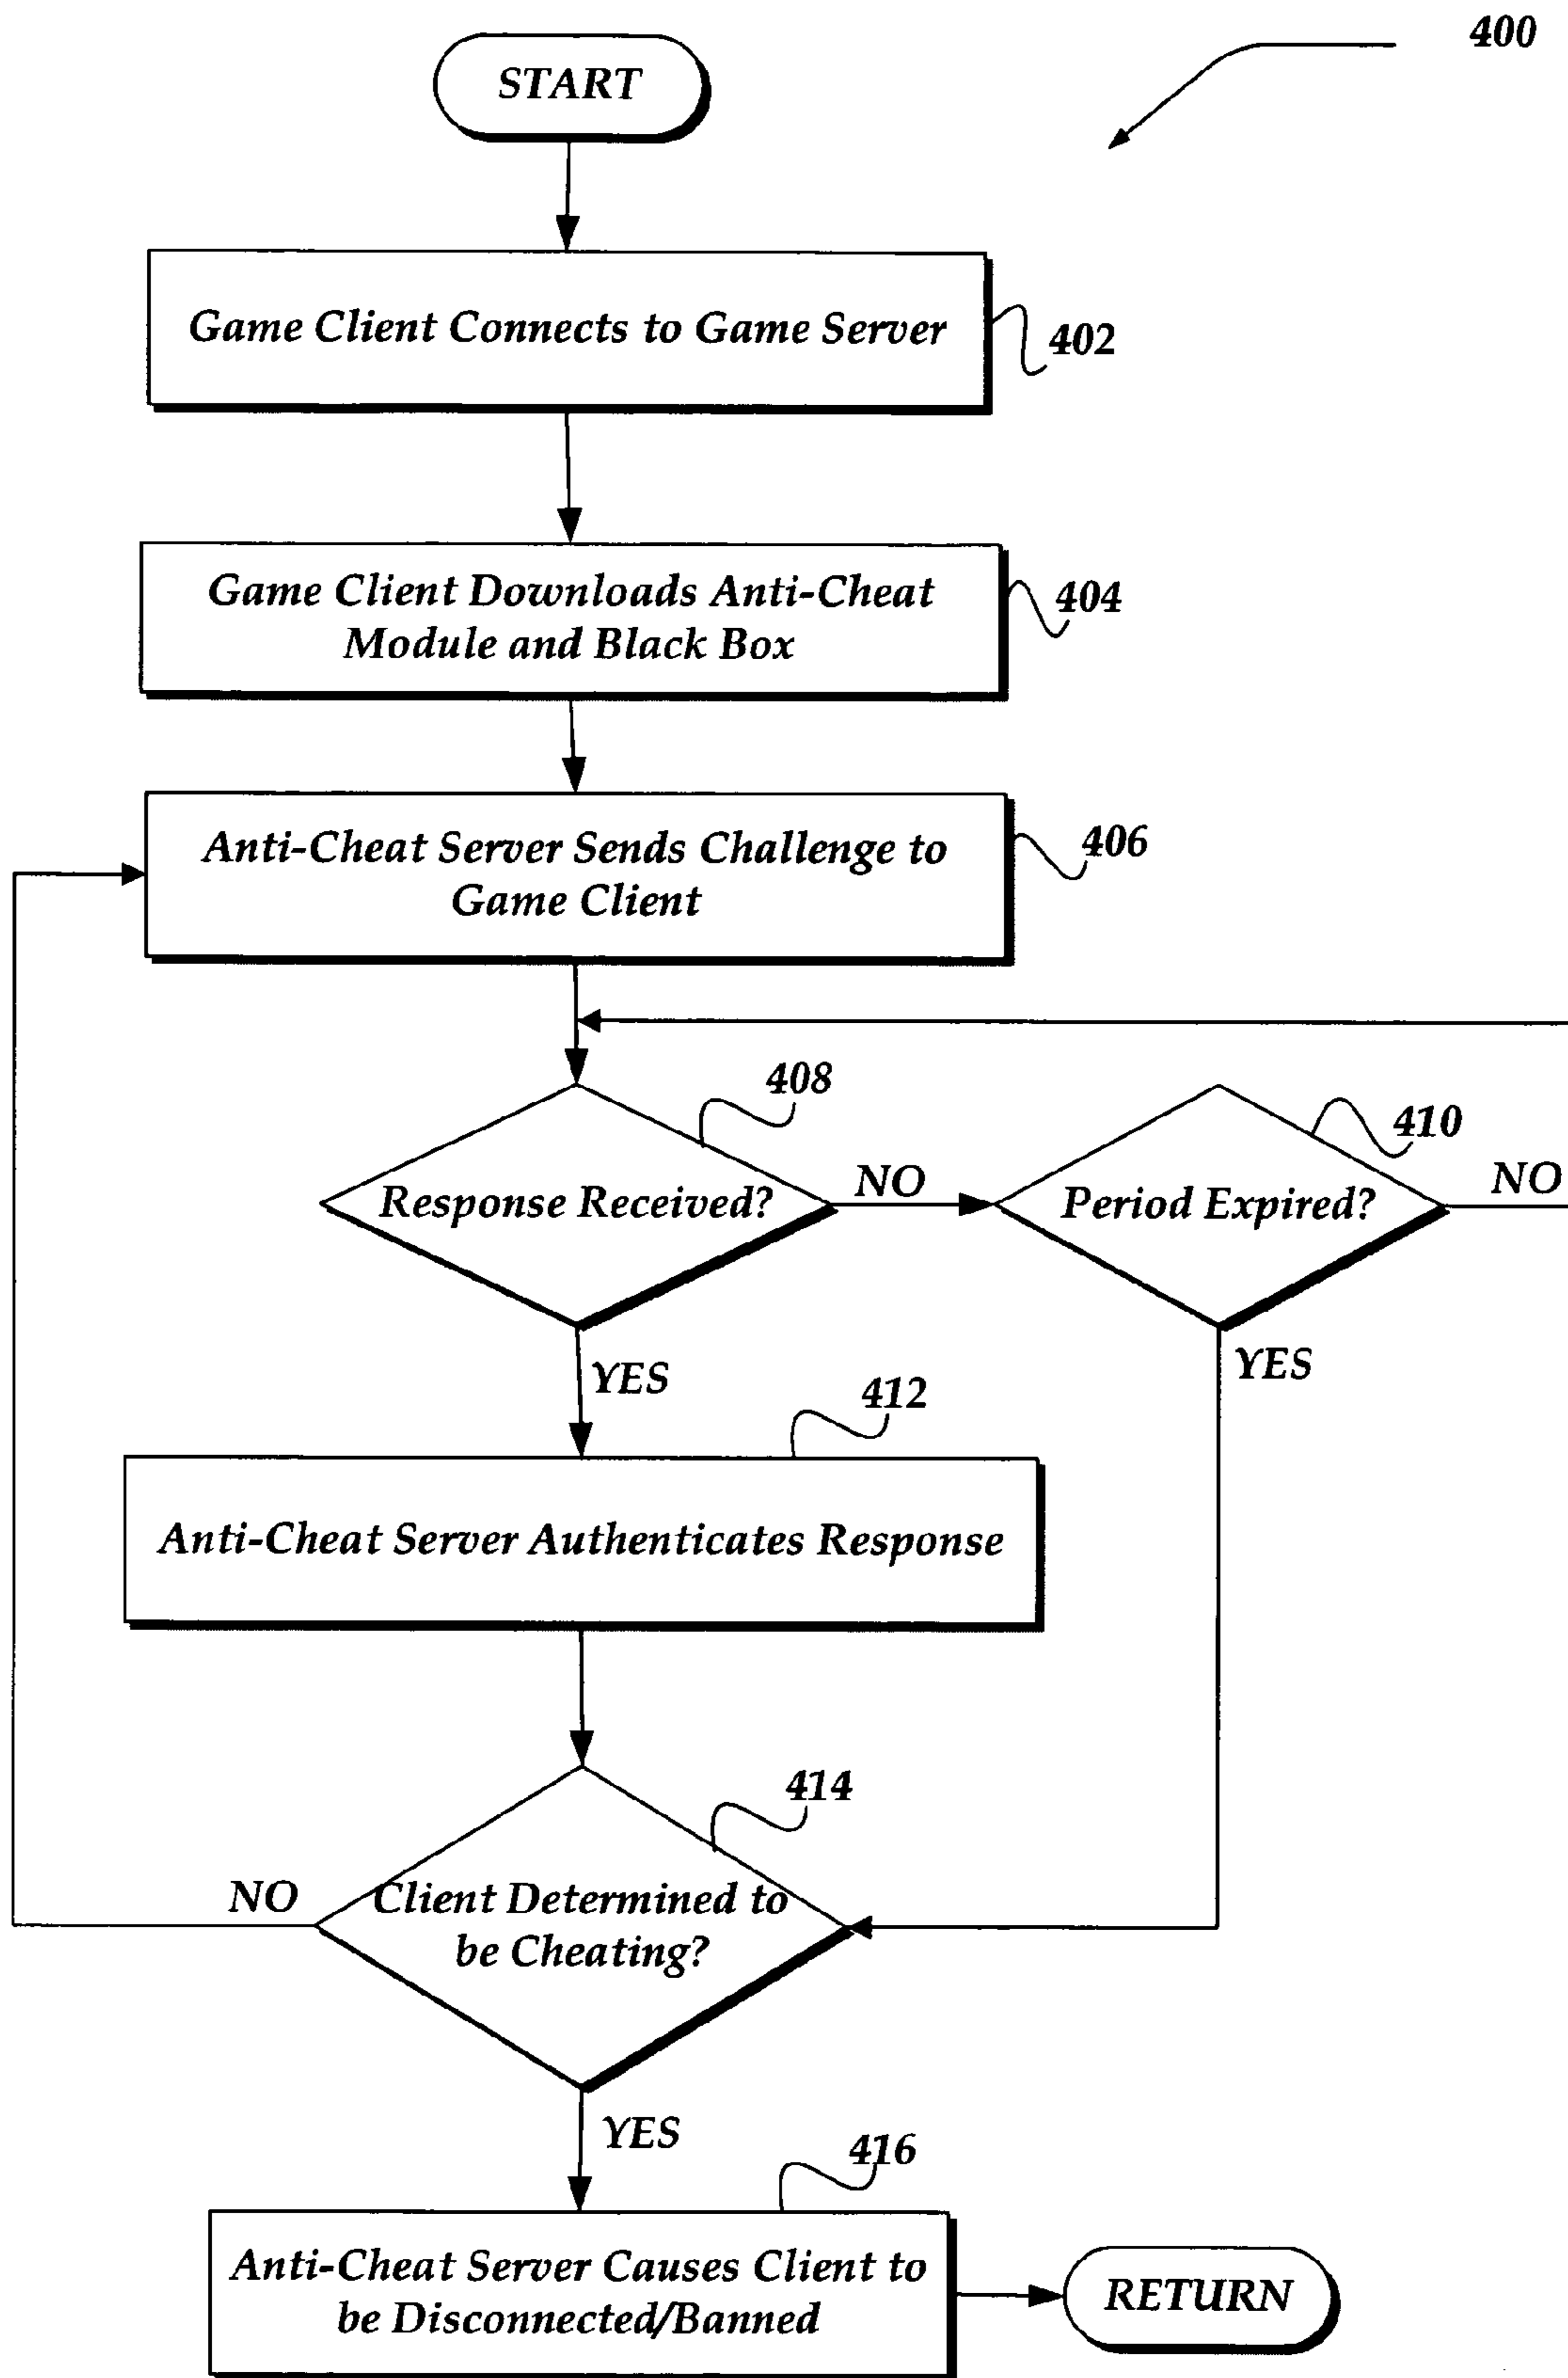 400
START
Game Client Connects to Game Server
402
Game Client Downloads Anti-Cheat
Module and Black Box
404
Anti-Cheat Server Sends Challenge to
Game Client
406
408
410
Response Received?
NO
Period Expired?
NO
YES
YES
412
Anti-Cheat Server Authenticates Response
414
NO
Client Determined to
be Cheating?
YES
416
Anti-Cheat Server Causes Client to
be Disconnected/Banned
RETURN